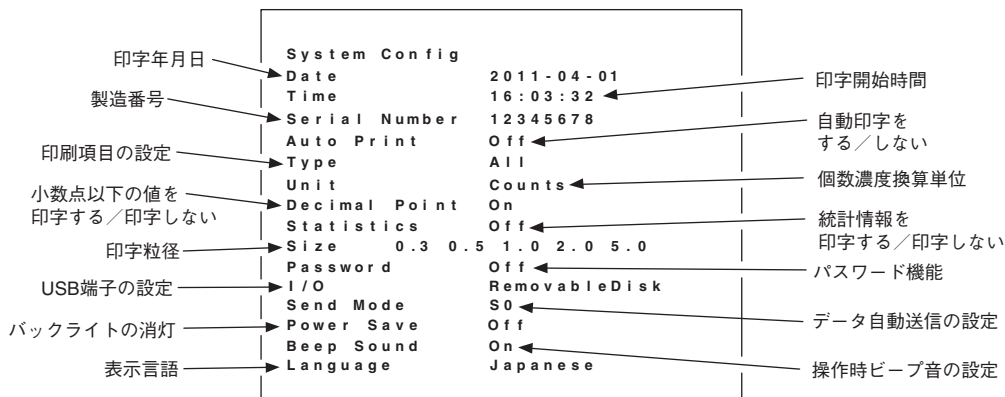 System Config
印字年月日
Date 2011-04-01
Time 16:03:32
印字開始時間
製造番号
Serial Number 12345678
Auto Print Off
自動印字を
する/しない
印刷項目の設定
Type All
Unit Counts
個数濃度換算単位
小数点以下の値を
印字する/印字しない
Decimal Point On
Statistics Off
統計情報を
印字する/印字しない
印字粒径
Size 0.3 0.5 1.0 2.0 5.0
Password Off
パスワード機能
USB端子の設定
I/O RemovableDisk
Send Mode S0
データ自動送信の設定
バックライトの消灯
Power Save Off
Beep Sound On
操作時ビープ音の設定
表示言語
Language Japanese